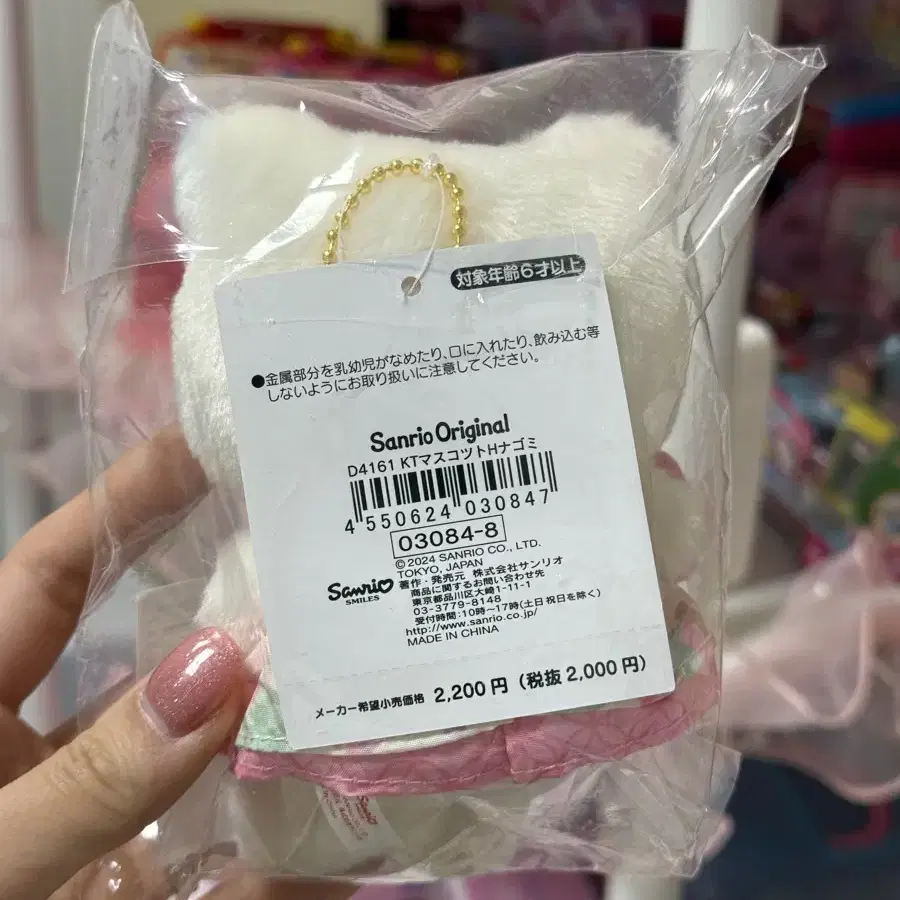 対象年齢6才以上
●金属部分を乳幼児がなめたり、口に入れたり、飲み込む等
しないようにお取り扱いに注意してください。
Sanrio Original
D4161 KTマスコツトHナゴミ
4 550624 030847
03084-8
©2024 SANRIO CO., LTD.
TOKYO, JAPAN
著作・発売元 株式会社サンリオ
Sanrio
SMILES
商品に関するお問い合わせ先
東京都品川区大崎1-11-1
03-3779-8148
受付時間:10時〜17時(土日祝日を除く)
http://www.sanrio.co.jp/
MADE IN CHINA
メーカー希望小売価格 2,200円(税抜2,000円)
Sanrio